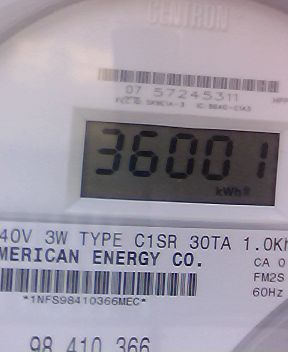 CENTRON
07 57245311
36001
kWh
40V 3W TYPE C1SR 30TA 1.0Kh
MERICAN ENERGY CO.
CA 0
FM2S
60Hz
*1NFS98410366MEC*
98 410 366